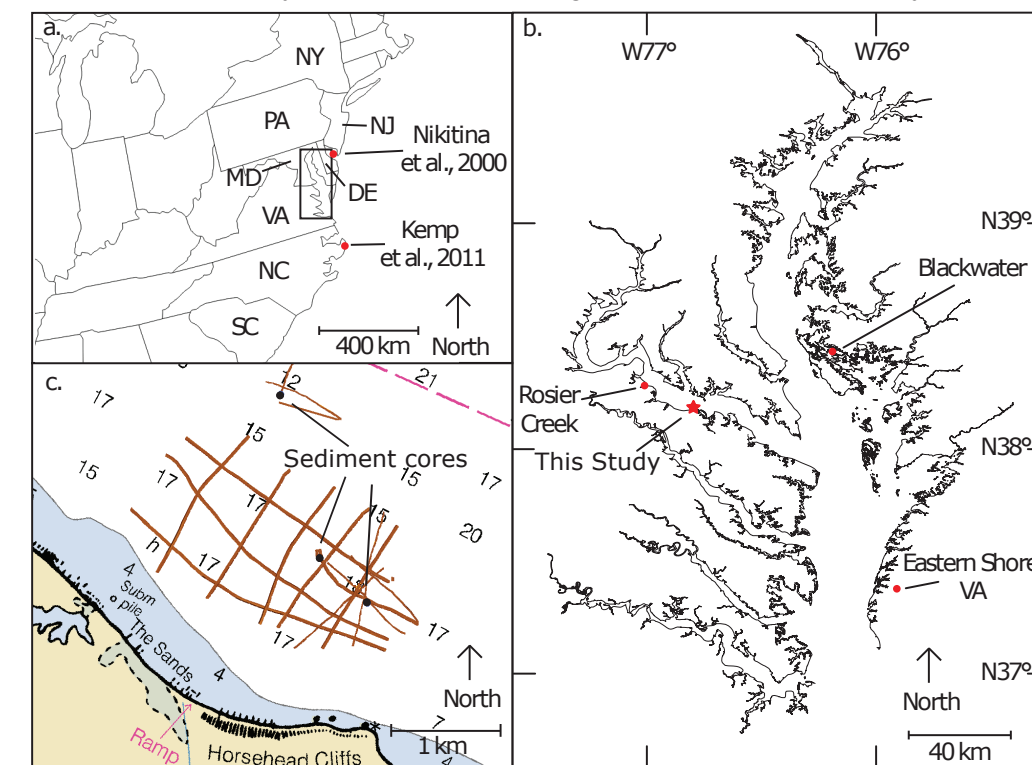 a.
NY
PA
NJ
Nikitina
et al., 2000
MD
DE
VA
Kemp
et al., 2011
NC
SC
400 km
North
b.
W77°
W76°
N39°
Blackwater
Rosier
Creek
This Study
N38°
Eastern Shore
VA
N37°
North
40 km
c.
12
21
17
15
Sediment cores
15
17
15
17
17
15
20
h
17
4
Subm
pile
The Sands
17
17
4
North
Ramp
7
1 km
Horsehead Cliffs
4